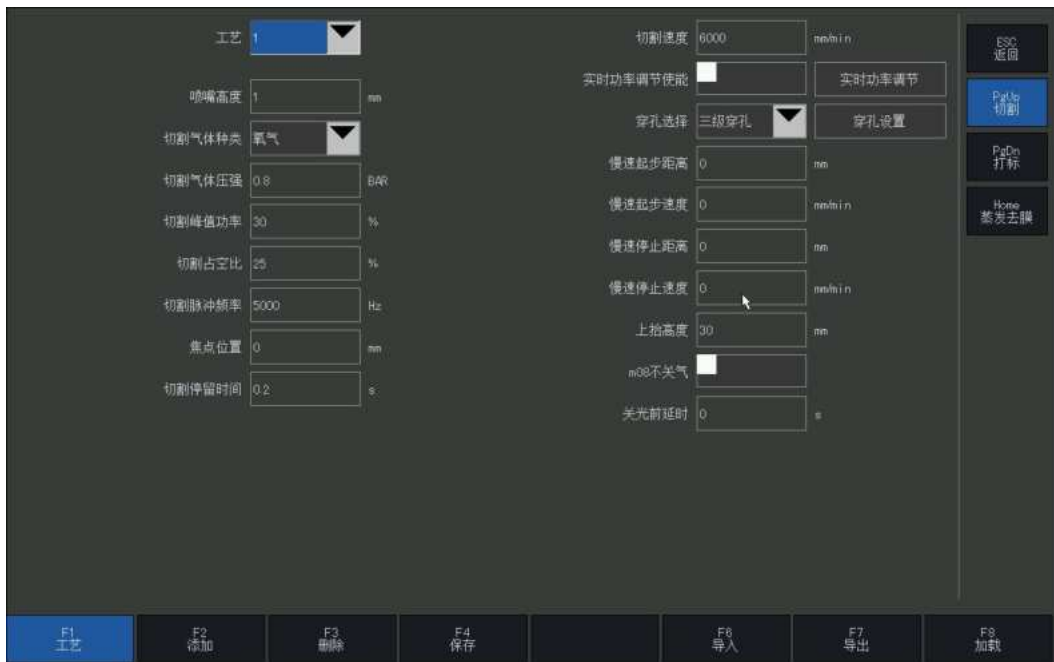 工艺 1
喷嘴高度 1 mm
切割气体种类 氧气
切割气体压强 0.8 BAR
切割峰值功率 30 %
切割占空比 25 %
切割脉冲频率 5000 Hz
焦点位置 0 mm
切割停留时间 0.2 s
切割速度 6000 mm/min
实时功率调节使能 实时功率调节
穿孔选择 三级穿孔 穿孔设置
慢速起步距离 0 mm
慢速起步速度 0 mm/min
慢速停止距离 0 mm
慢速停止速度 0 mm/min
上抬高度 30 mm
m08不关气
关光前延时 0 s
ESC
返回
PgUp
切割
PgDn
打标
Home
蒸发去膜
F1
工艺
F2
添加
F3
删除
F4
保存
F6
导入
F7
导出
F8
加载